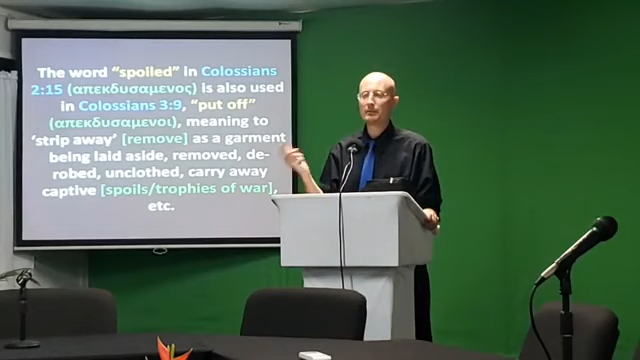 The word “spoiled” in Colossians
2:15 (απεκδυσαμενος) is also used
in Colossians 3:9, “put off”
(απεκδυσαμενοι), meaning to
‘strip away’ [remove] as a garment
being laid aside, removed, de-
robed, unclothed, carry away
captive [spoils/trophies of war],
etc.